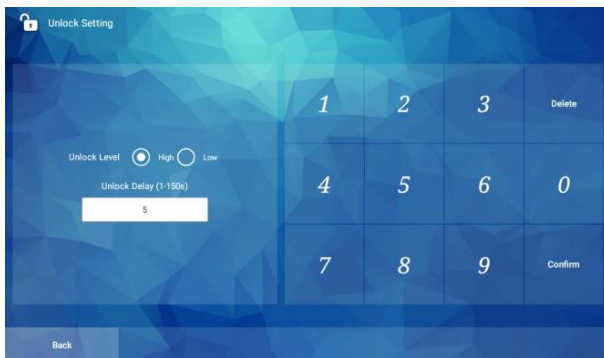 Unlock Setting
Unlock Level High Low
Unlock Delay (1-150s)
5
1 2 3 Delete
4 5 6 0
7 8 9 Confirm
Back